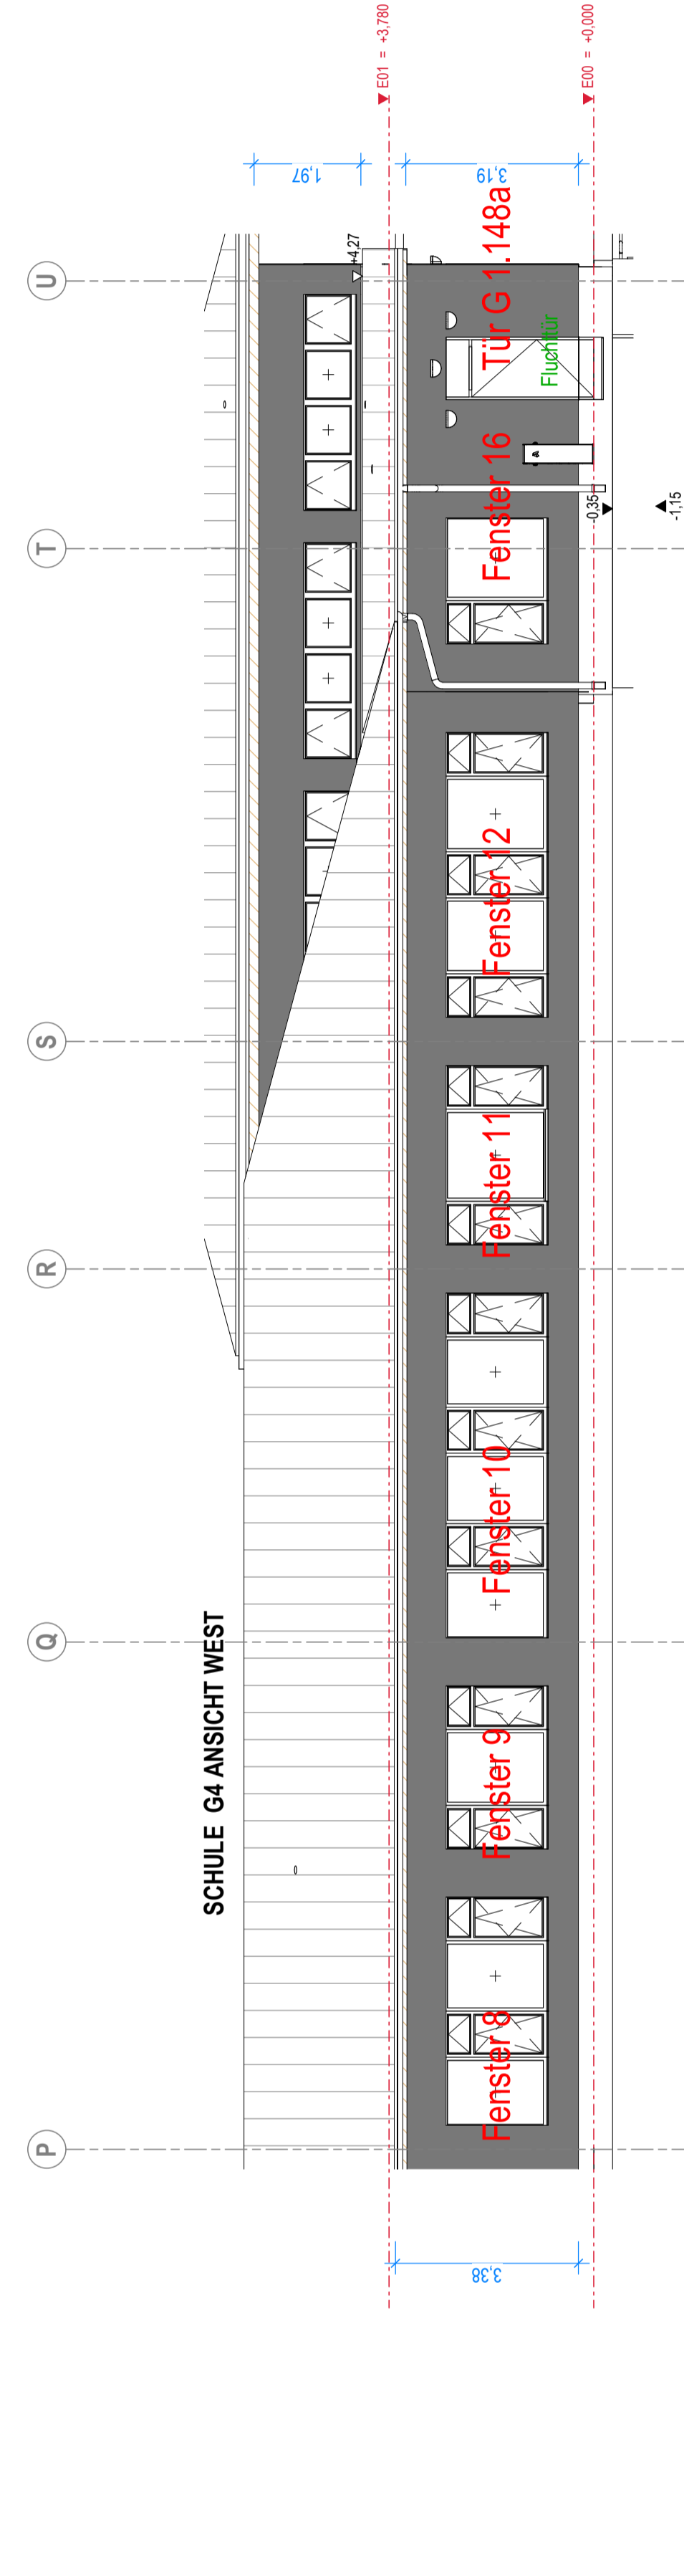 P
Q
R
S
T
U
SCHULE G4 ANSICHT WEST
1,97
+4,27
E01 = +3,780
3,38
3,19
Fenster 8
Fenster 9
Fenster 10
Fenster 11
Fenster 12
Fenster 16
Tür G 1.148a
Fluchttür
E00 = +0,000
-0,35
-1,15